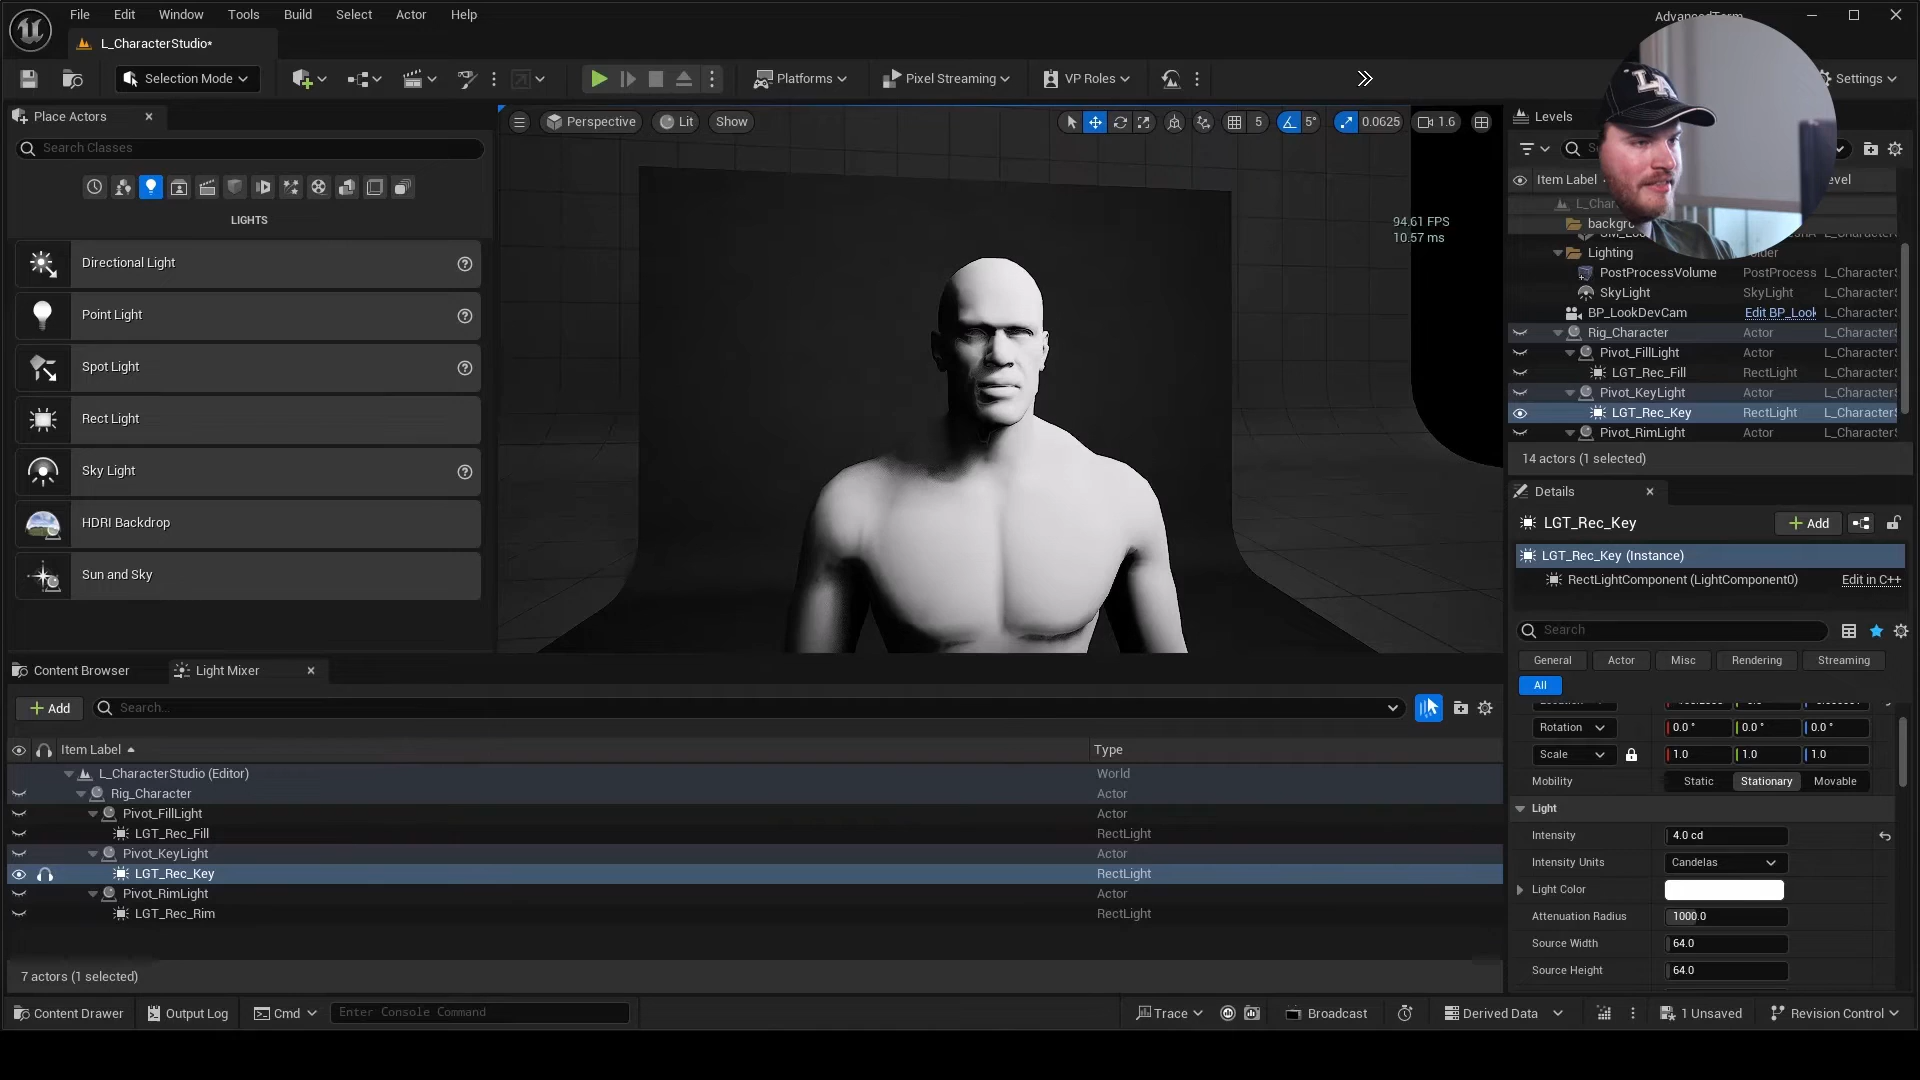 File Edit Window Tools Build Select Actor Help
L_CharacterStudio*
Selection Mode
Platforms
Pixel Streaming
VP Roles
Settings
Place Actors
Search Classes
LIGHTS
Directional Light
Point Light
Spot Light
Rect Light
Sky Light
HDRI Backdrop
Sun and Sky
Perspective Lit Show
5 5° 0.0625 1.6
94.61 FPS
10.57 ms
Levels
Item Label
Lighting
PostProcessVolume PostProcess
SkyLight SkyLight
BP_LookDevCam Edit BP_Look
Rig_Character Actor
Pivot_FillLight Actor
LGT_Rec_Fill RectLight
Pivot_KeyLight Actor
LGT_Rec_Key RectLight
Pivot_RimLight Actor
14 actors (1 selected)
Details
LGT_Rec_Key Add
LGT_Rec_Key (Instance)
RectLightComponent (LightComponent0) Edit in C++
Search
General Actor Misc Rendering Streaming
All
Rotation 0.0 ° 0.0 ° 0.0 °
Scale 1.0 1.0 1.0
Mobility Static Stationary Movable
Light
Intensity 4.0 cd
Intensity Units Candelas
Light Color
Attenuation Radius 1000.0
Source Width 64.0
Source Height 64.0
Content Browser Light Mixer
Add Search...
Item Label Type
L_CharacterStudio (Editor) World
Rig_Character Actor
Pivot_FillLight Actor
LGT_Rec_Fill RectLight
Pivot_KeyLight Actor
LGT_Rec_Key RectLight
Pivot_RimLight Actor
LGT_Rec_Rim RectLight
7 actors (1 selected)
Content Drawer Output Log Cmd Enter Console Command Trace Broadcast Derived Data 1 Unsaved Revision Control